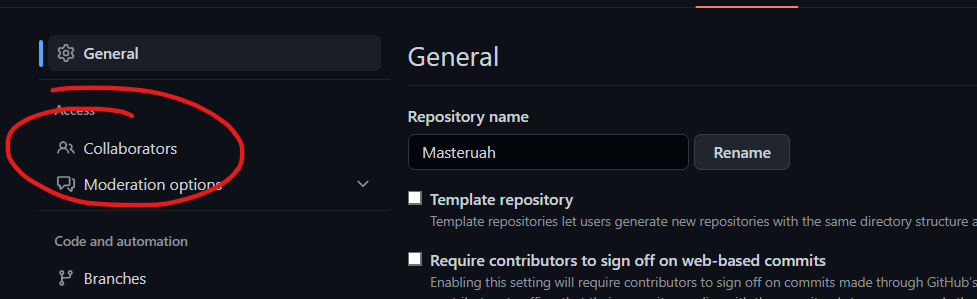 General
Access
Collaborators
Moderation options
Code and automation
Branches
General
Repository name
Masteruah
Rename
Template repository
Template repositories let users generate new repositories with the same directory structure a
Require contributors to sign off on web-based commits
Enabling this setting will require contributors to sign off on commits made through GitHub's